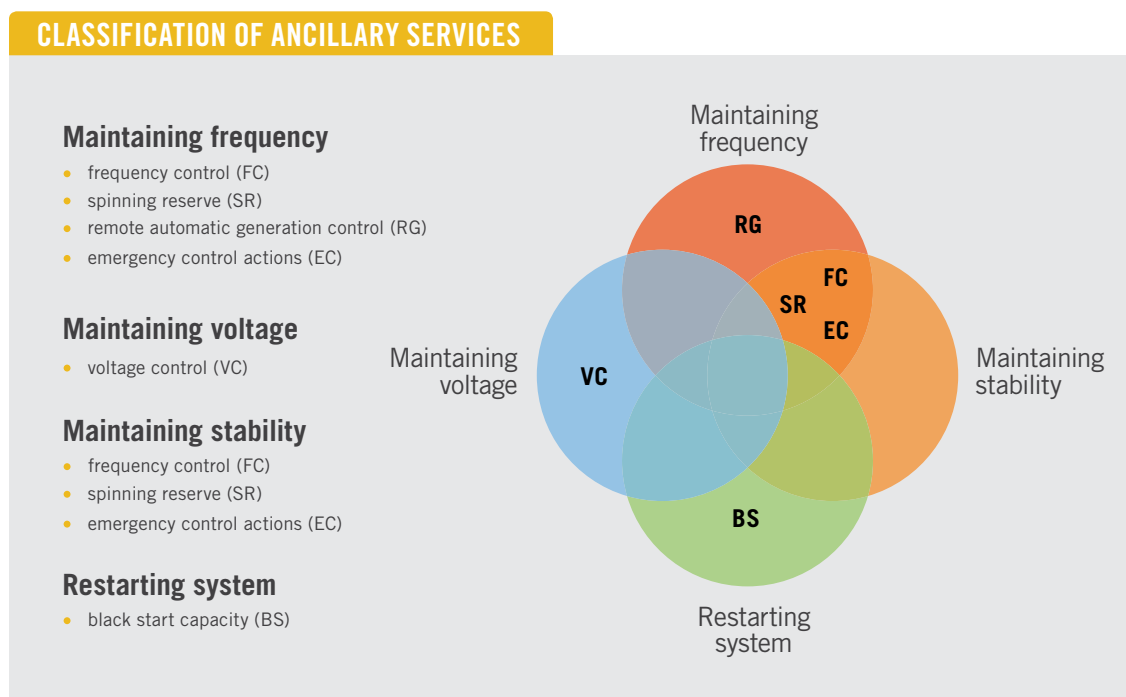 CLASSIFICATION OF ANCILLARY SERVICES
Maintaining frequency
• frequency control (FC)
• spinning reserve (SR)
• remote automatic generation control (RG)
• emergency control actions (EC)
Maintaining voltage
• voltage control (VC)
Maintaining stability
• frequency control (FC)
• spinning reserve (SR)
• emergency control actions (EC)
Restarting system
• black start capacity (BS)
Maintaining
frequency
RG
FC
SR
EC
Maintaining
voltage
VC
Maintaining
stability
BS
Restarting
system